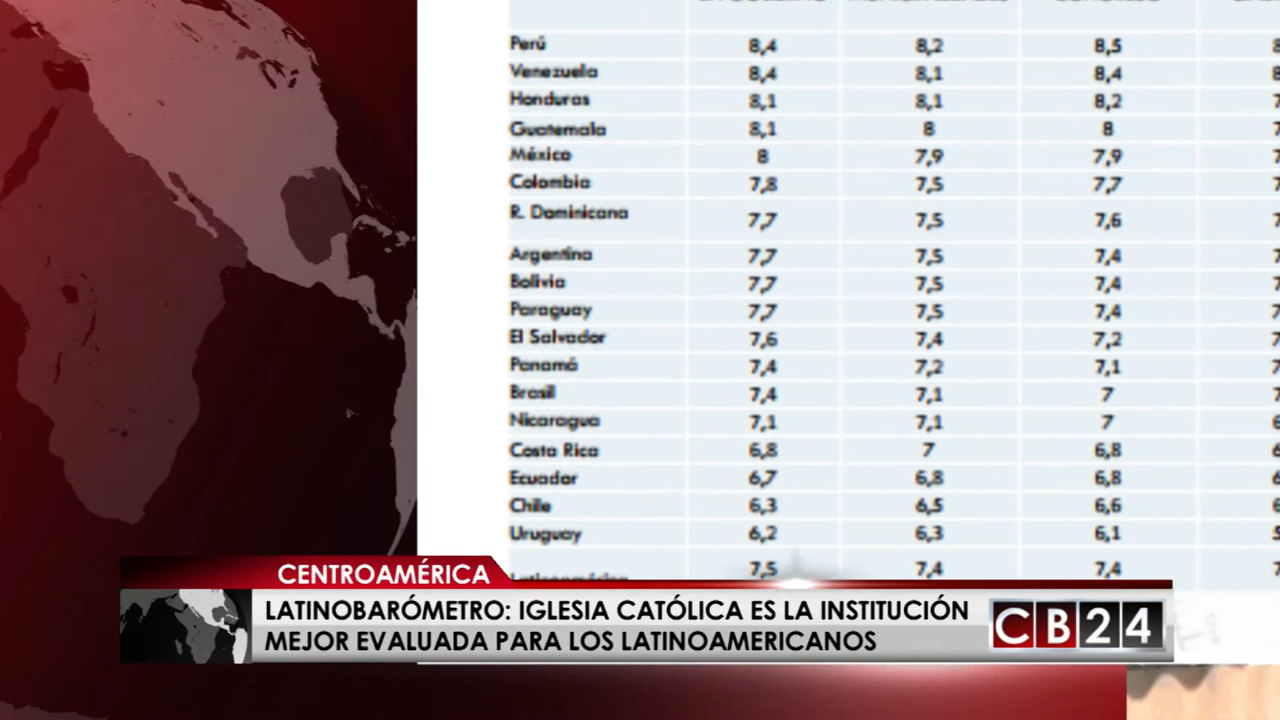 Perú 8,4 8,2 8,5
Venezuela 8,4 8,1 8,4
Honduras 8,1 8,1 8,2
Guatemala 8,1 8 8
México 8 7,9 7,9
Colombia 7,8 7,5 7,7
R. Dominicana 7,7 7,5 7,6
Argentina 7,7 7,5 7,4
Bolivia 7,7 7,5 7,4
Paraguay 7,7 7,5 7,4
El Salvador 7,6 7,4 7,2
Panamá 7,4 7,2 7,1
Brasil 7,4 7,1 7
Nicaragua 7,1 7,1 7
Costa Rica 6,8 7 6,8
Ecuador 6,7 6,8 6,8
Chile 6,3 6,5 6,6
Uruguay 6,2 6,3 6,1
7,5 7,4 7,4
CENTROAMÉRICA
LATINOBARÓMETRO: IGLESIA CATÓLICA ES LA INSTITUCIÓN
MEJOR EVALUADA PARA LOS LATINOAMERICANOS
CB24